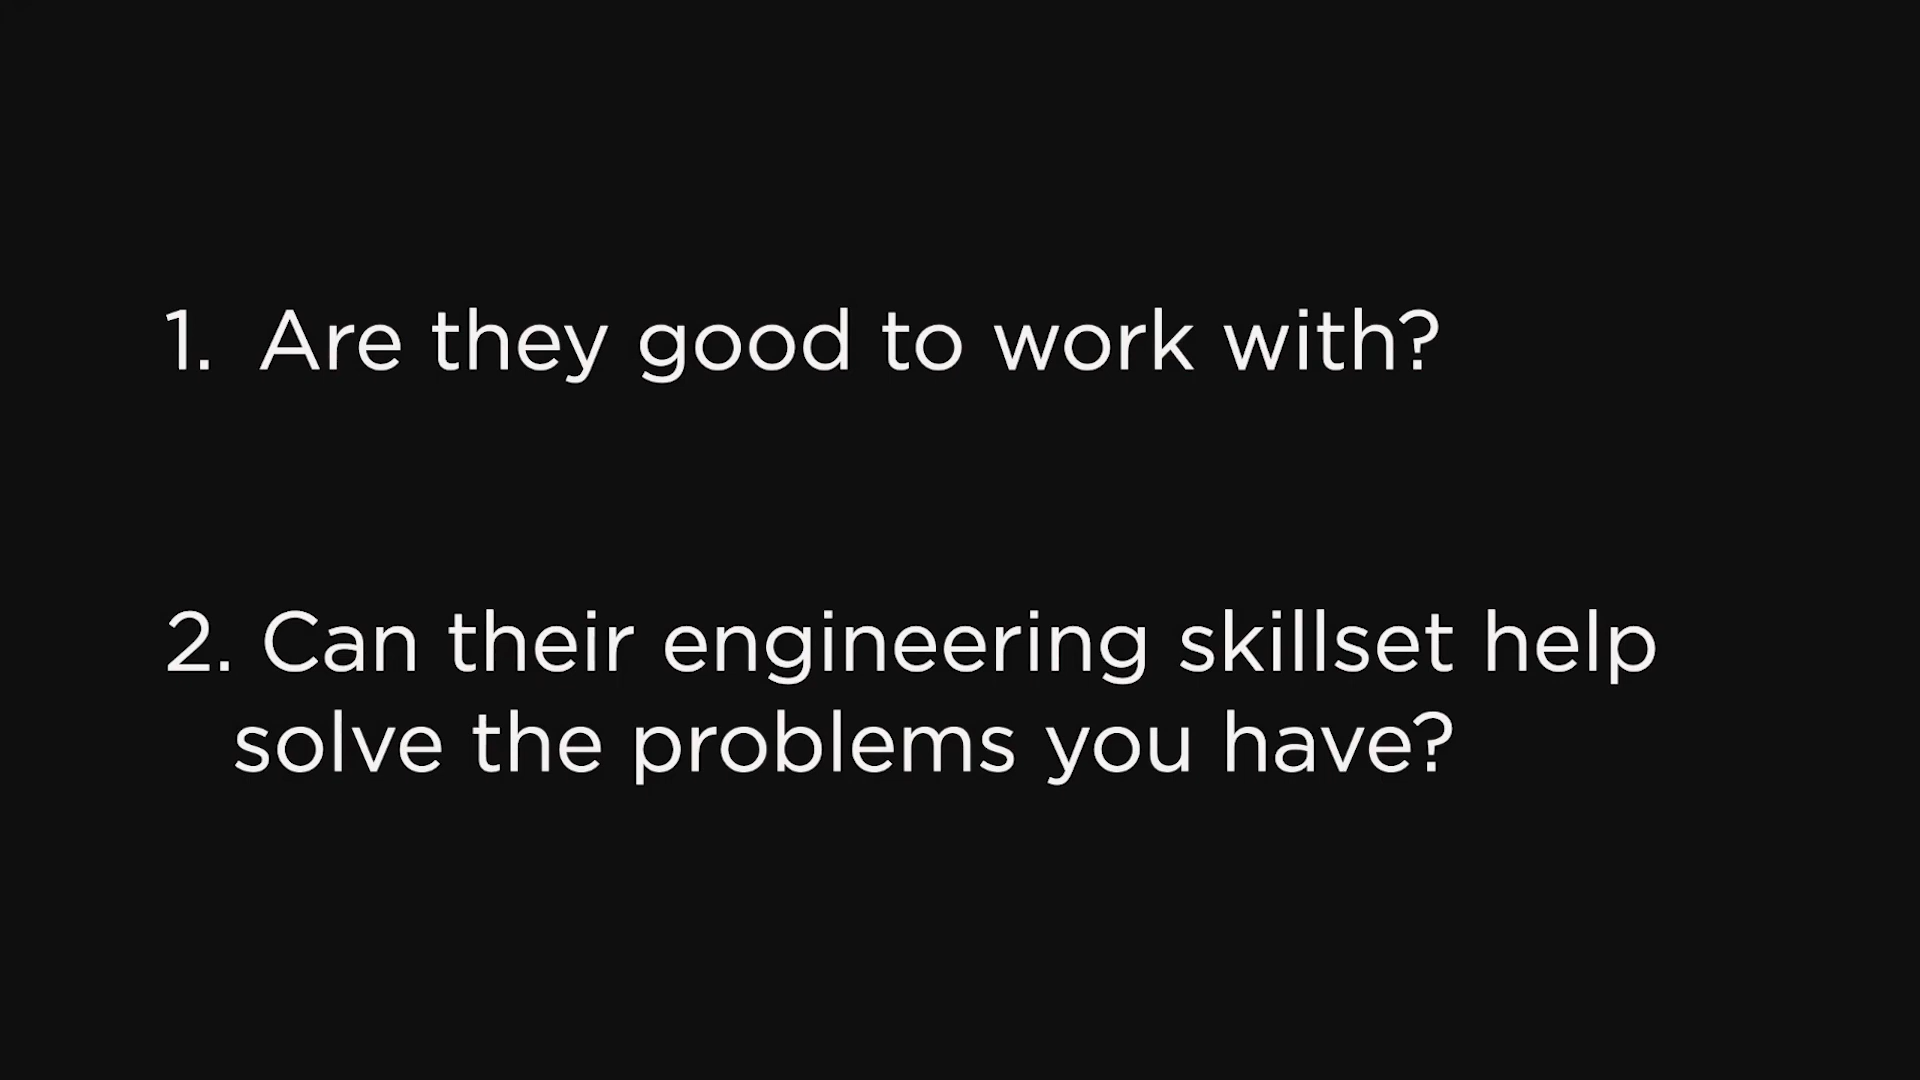 1. Are they good to work with?
2. Can their engineering skillset help
solve the problems you have?